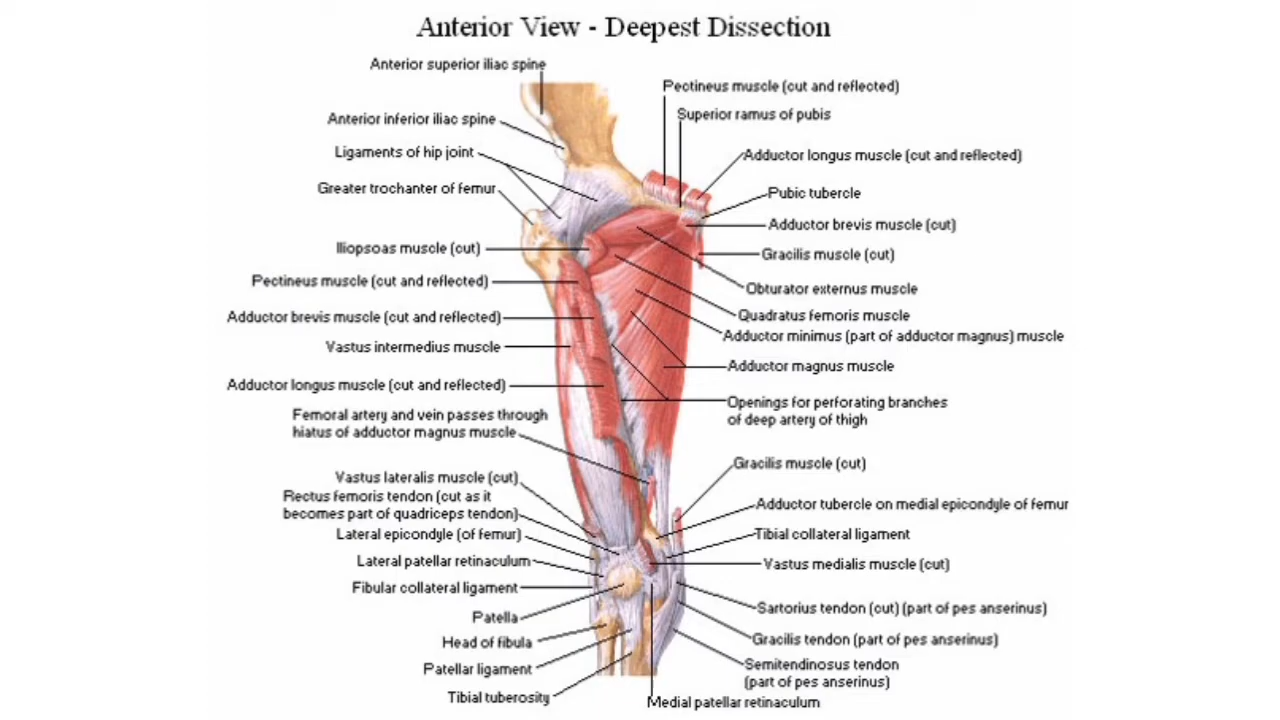 Anterior View - Deepest Dissection
Anterior superior iliac spine
Anterior inferior iliac spine
Ligaments of hip joint
Greater trochanter of femur
Iliopsoas muscle (cut)
Pectineus muscle (cut and reflected)
Adductor brevis muscle (cut and reflected)
Vastus intermedius muscle
Adductor longus muscle (cut and reflected)
Femoral artery and vein passes through
hiatus of adductor magnus muscle
Vastus lateralis muscle (cut)
Rectus femoris tendon (cut as it
becomes part of quadriceps tendon)
Lateral epicondyle (of femur)
Lateral patellar retinaculum
Fibular collateral ligament
Patella
Head of fibula
Patellar ligament
Tibial tuberosity
Pectineus muscle (cut and reflected)
Superior ramus of pubis
Adductor longus muscle (cut and reflected)
Pubic tubercle
Adductor brevis muscle (cut)
Gracilis muscle (cut)
Obturator externus muscle
Quadratus femoris muscle
Adductor minimus (part of adductor magnus) muscle
Adductor magnus muscle
Openings for perforating branches
of deep artery of thigh
Gracilis muscle (cut)
Adductor tubercle on medial epicondyle of femur
Tibial collateral ligament
Vastus medialis muscle (cut)
Sartorius tendon (cut) (part of pes anserinus)
Gracilis tendon (part of pes anserinus)
Semitendinosus tendon
(part of pes anserinus)
Medial patellar retinaculum